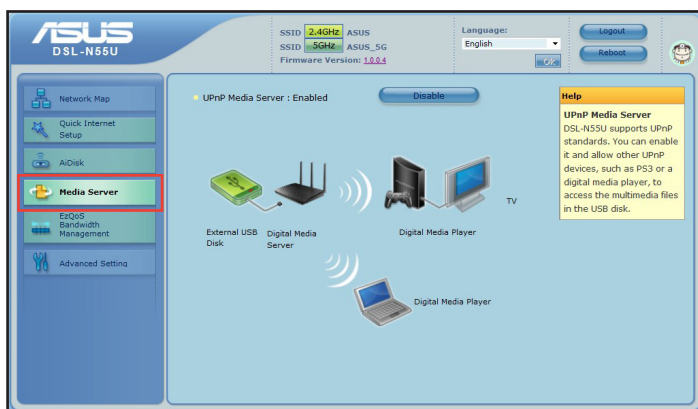 ASUS
DSL-N55U
SSID 2.4GHz ASUS
SSID 5GHz ASUS_5G
Firmware Version: 1.0.0.4
Language:
English
OK
Logout
Reboot
Network Map
Quick Internet
Setup
AiDisk
Media Server
EzQoS
Bandwidth
Management
Advanced Setting
UPnP Media Server : Enabled
Disable
External USB
Disk
Digital Media
Server
Digital Media Player
TV
Digital Media Player
Help
UPnP Media Server
DSL-N55U supports UPnP
standards. You can enable
it and allow other UPnP
devices, such as PS3 or a
digital media player, to
access the multimedia files
in the USB disk.